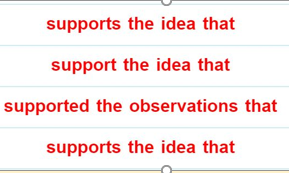 supports the idea that
support the idea that
supported the observations that
supports the idea that